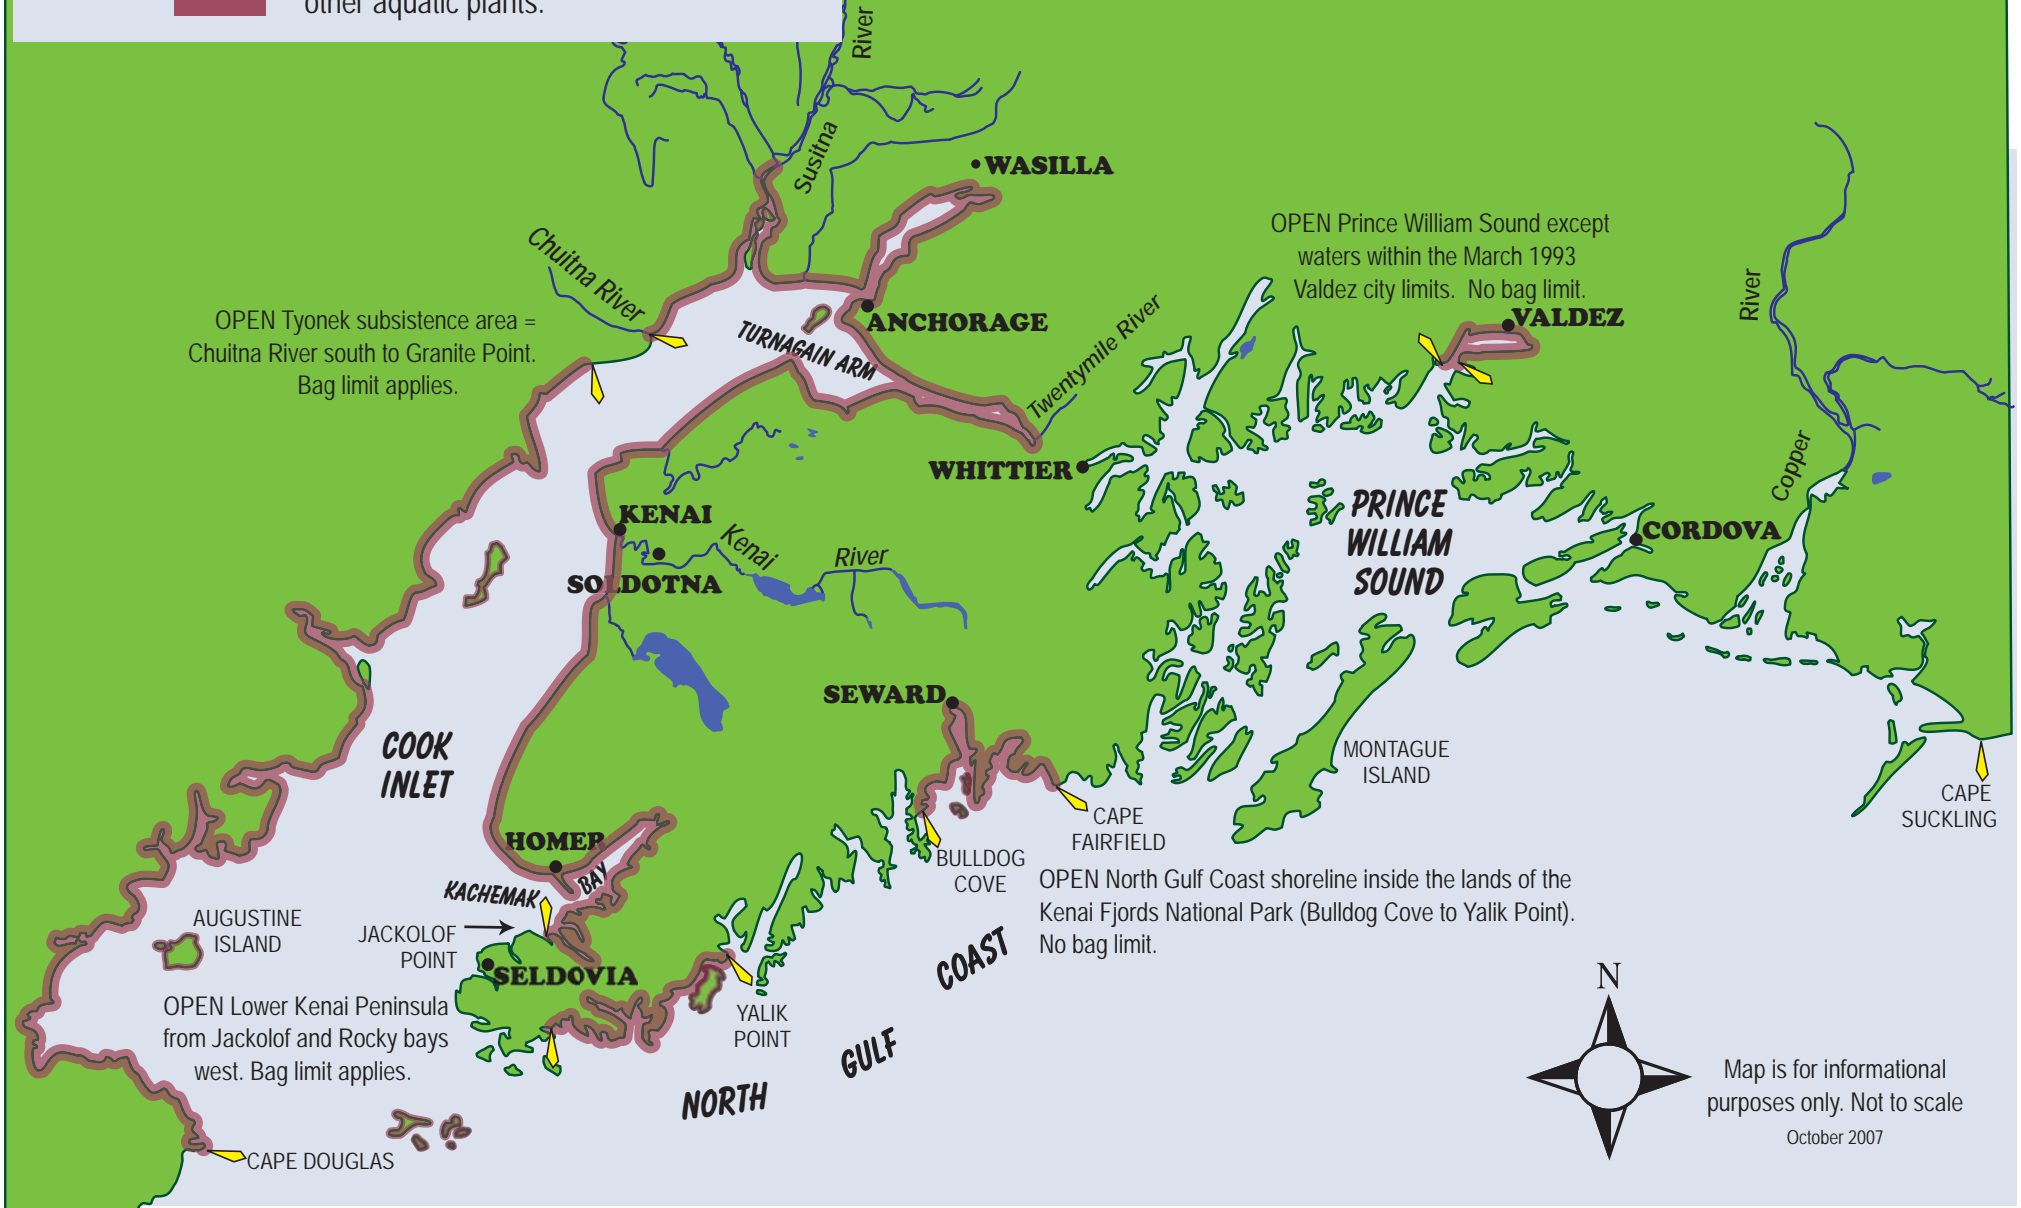 other aquatic plants.
River
Susitna
WASILLA
Chuitna River
OPEN Prince William Sound except
waters within the March 1993
Valdez city limits. No bag limit.
River
OPEN Tyonek subsistence area =
Chuitna River south to Granite Point.
Bag limit applies.
ANCHORAGE
TURNAGAIN ARM
Twentymile River
VALDEZ
WHITTIER
Copper
PRINCE
WILLIAM
SOUND
KENAI
Kenai
River
SOLDOTNA
CORDOVA
SEWARD
COOK
INLET
MONTAGUE
ISLAND
CAPE
SUCKLING
CAPE
FAIRFIELD
HOMER
BULLDOG
COVE
KACHEMAK
BAY
OPEN North Gulf Coast shoreline inside the lands of the
Kenai Fjords National Park (Bulldog Cove to Yalik Point).
No bag limit.
AUGUSTINE
ISLAND
JACKOLOF
POINT
SELDOVIA
OPEN Lower Kenai Peninsula
from Jackolof and Rocky bays
west. Bag limit applies.
YALIK
POINT
NORTH
GULF
COAST
N
Map is for informational
purposes only. Not to scale
October 2007
CAPE DOUGLAS